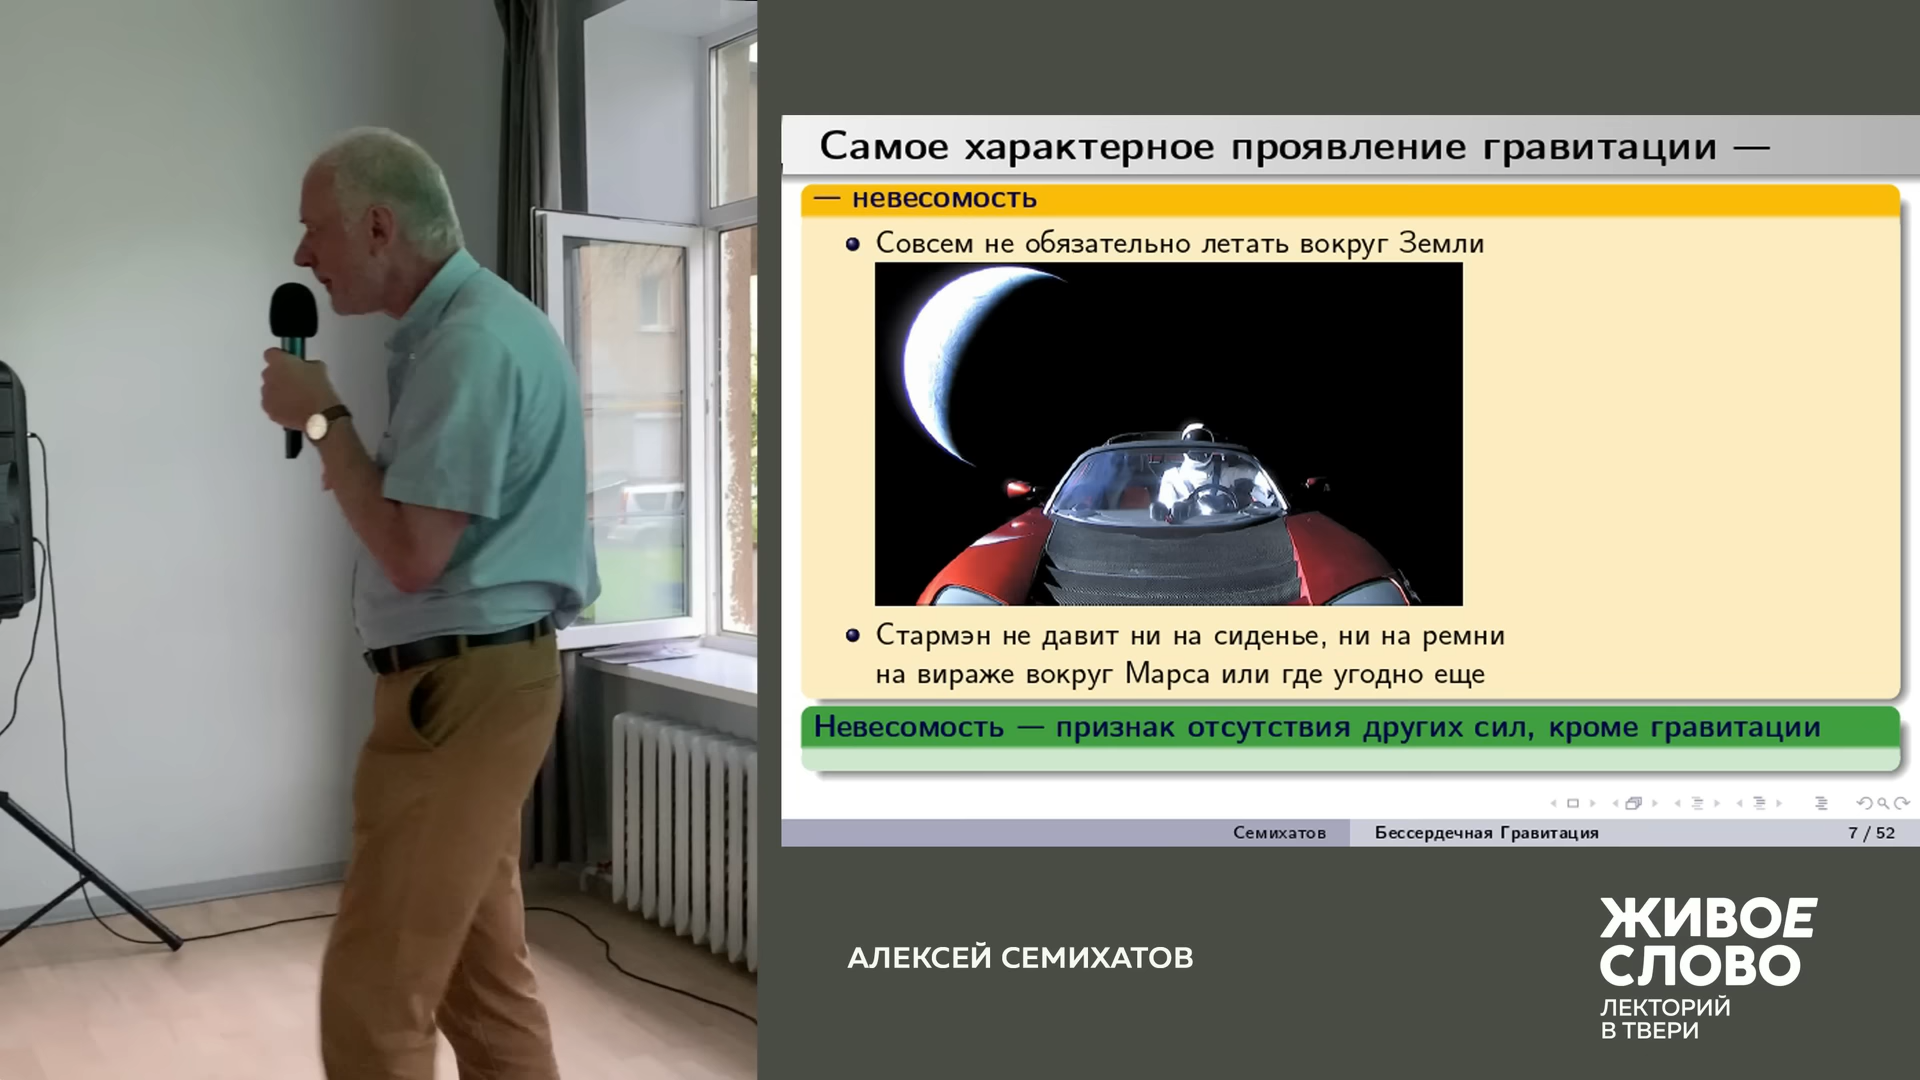 Самое характерное проявление гравитации —
— невесомость
Совсем не обязательно летать вокруг Земли
Стармэн не давит ни на сиденье, ни на ремни
на вираже вокруг Марса или где угодно еще
Невесомость — признак отсутствия других сил, кроме гравитации
Семихатов
Бессердечная Гравитация
7 / 52
АЛЕКСЕЙ СЕМИХАТОВ
ЖИВОЕ
СЛОВО
ЛЕКТОРИЙ
В ТВЕРИ